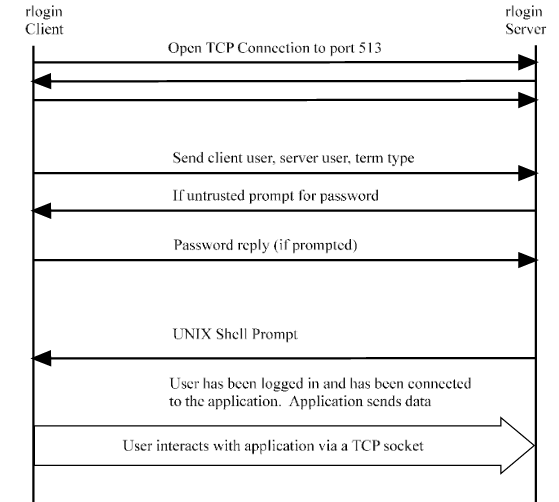 rlogin
Client
rlogin
Server
Open TCP Connection to port 513
Send client user, server user, term type
If untrusted prompt for password
Password reply (if prompted)
UNIX Shell Prompt
User has been logged in and has been connected
to the application.  Application sends data
User interacts with application via a TCP socket